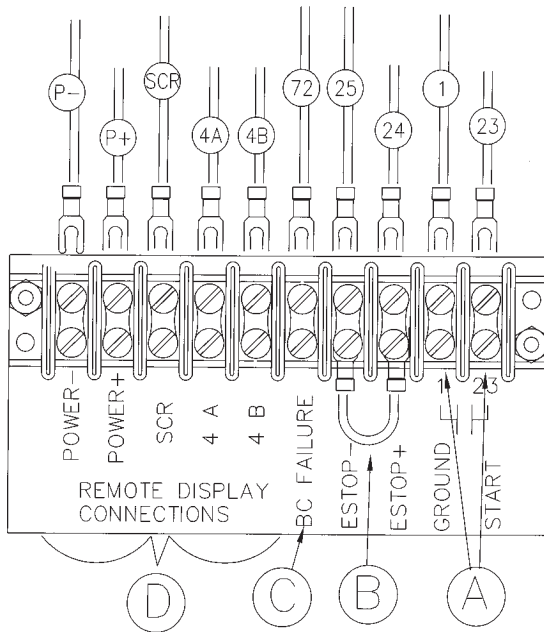 P-
P+
SCR
4A
4B
72
25
24
1
23
1
23
POWER-
POWER+
SCR
4 A
4 B
BC FAILURE
ESTOP-
ESTOP+
GROUND
START
REMOTE DISPLAY
CONNECTIONS
D
C
B
A